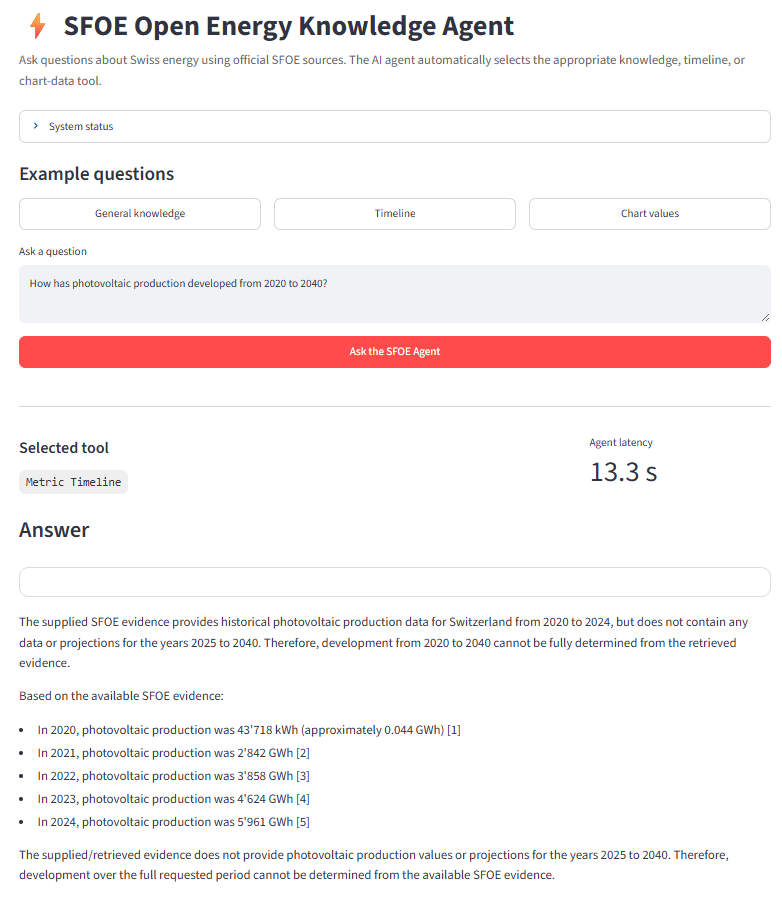 SFOE Open Energy Knowledge Agent
Ask questions about Swiss energy using official SFOE sources. The AI agent automatically selects the appropriate knowledge, timeline, or
chart-data tool.
System status
Example questions
General knowledge
Timeline
Chart values
Ask a question
How has photovoltaic production developed from 2020 to 2040?
Ask the SFOE Agent
Selected tool
Agent latency
Metric Timeline
13.3 s
Answer
The supplied SFOE evidence provides historical photovoltaic production data for Switzerland from 2020 to 2024, but does not contain any
data or projections for the years 2025 to 2040. Therefore, development from 2020 to 2040 cannot be fully determined from the retrieved
evidence.
Based on the available SFOE evidence:
• In 2020, photovoltaic production was 43'718 kWh (approximately 0.044 GWh) [1]
• In 2021, photovoltaic production was 2'842 GWh [2]
• In 2022, photovoltaic production was 3'858 GWh [3]
• In 2023, photovoltaic production was 4'624 GWh [4]
• In 2024, photovoltaic production was 5'961 GWh [5]
The supplied/retrieved evidence does not provide photovoltaic production values or projections for the years 2025 to 2040. Therefore,
development over the full requested period cannot be determined from the available SFOE evidence.